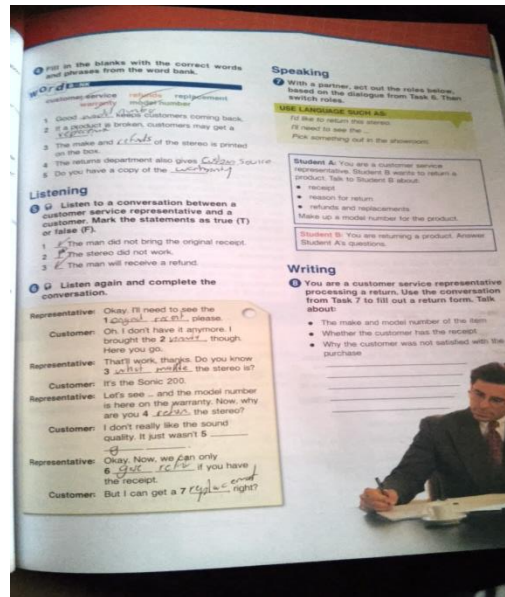 4 Fill in the blanks with the correct words
and phrases from the word bank.
word BANK
customer service refunds replacement
warranty model number
1 Good keeps customers coming back.
2 If a product is broken, customers may get a
3 The make and of the stereo is printed
on the box.
4 The returns department also gives
5 Do you have a copy of the warranty
Listening
5 Listen to a conversation between a
customer service representative and a
customer. Mark the statements as true (T)
or false (F).
1 The man did not bring the original receipt.
2 The stereo did not work.
3 The man will receive a refund.
6 Listen again and complete the
conversation.
Representative: Okay. I'll need to see the
1 please.
Customer: Oh. I don't have it anymore. I
brought the 2 though.
Here you go.
Representative: That'll work, thanks. Do you know
3 the stereo is?
Customer: It's the Sonic 200.
Representative: Let's see .. and the model number
is here on the warranty. Now, why
are you 4 the stereo?
Customer: I don't really like the sound
quality. It just wasn't 5
Representative: Okay. Now, we can only
6 give if you have
the receipt.
Customer: But I can get a 7 replacement right?
Speaking
7 With a partner, act out the roles below,
based on the dialogue from Task 6. Then
switch roles.
USE LANGUAGE SUCH AS:
I'd like to return this stereo.
I'll need to see the ...
Pick something out in the showroom.
Student A: You are a customer service
representative. Student B wants to return a
product. Talk to Student B about:
• receipt
• reason for return
• refunds and replacements
Make up a model number for the product.
Student B: You are returning a product. Answer
Student A's questions.
Writing
8 You are a customer service representative
processing a return. Use the conversation
from Task 7 to fill out a return form. Talk
about:
• The make and model number of the item
• Whether the customer has the receipt
• Why the customer was not satisfied with the
purchase